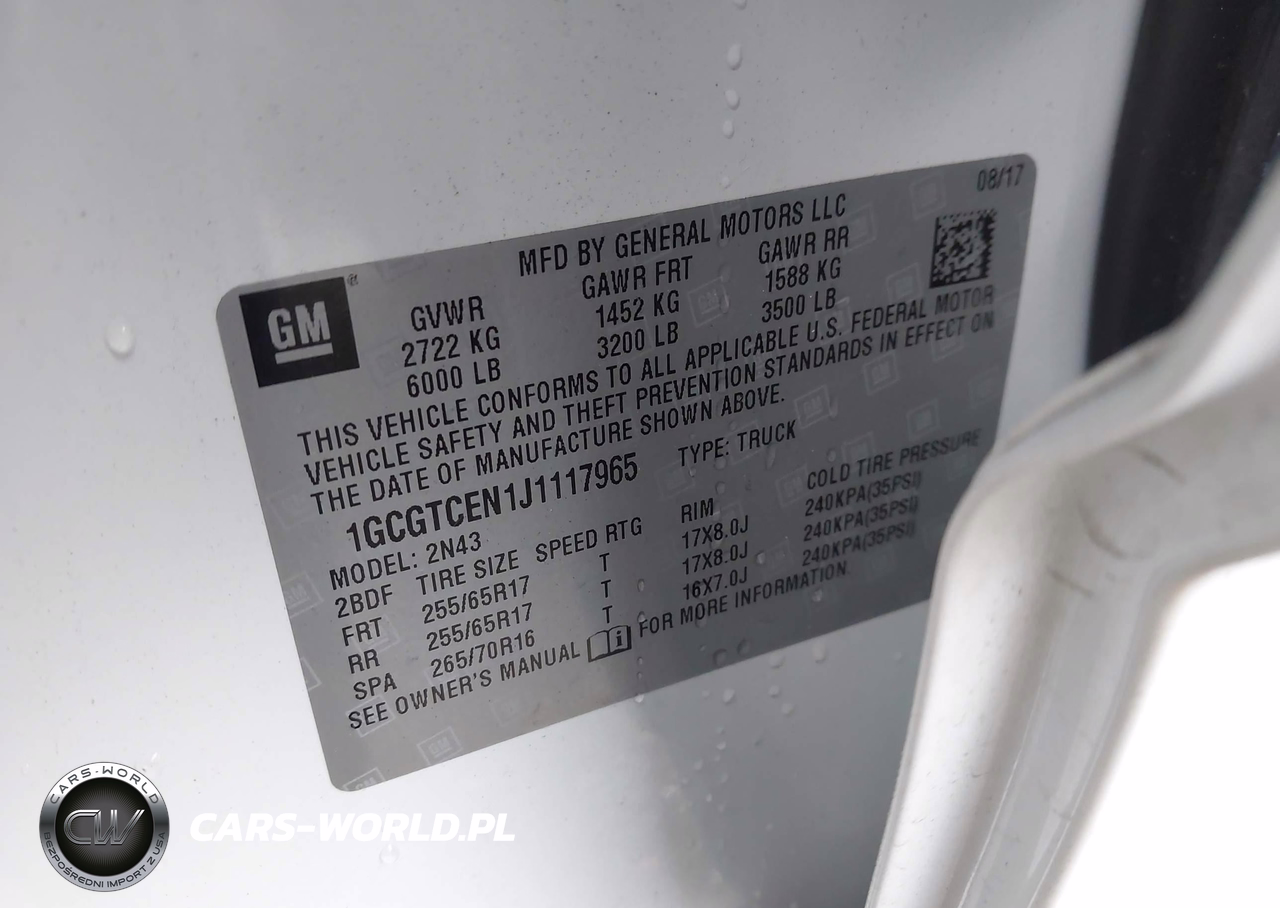 08/17
MFD BY GENERAL MOTORS LLC
GM ®
GVWR GAWR FRT GAWR RR
2722 KG 1452 KG 1588 KG
6000 LB 3200 LB 3500 LB
THIS VEHICLE CONFORMS TO ALL APPLICABLE U.S. FEDERAL MOTOR
VEHICLE SAFETY AND THEFT PREVENTION STANDARDS IN EFFECT ON
THE DATE OF MANUFACTURE SHOWN ABOVE.
1GCGTCEN1J1117965 TYPE: TRUCK
MODEL: 2N43
2BDF TIRE SIZE SPEED RTG RIM COLD TIRE PRESSURE
FRT 255/65R17 T 17X8.0J 240KPA(35PSI)
RR 255/65R17 T 17X8.0J 240KPA(35PSI)
SPA 265/70R16 T 16X7.0J 240KPA(35PSI)
SEE OWNER'S MANUAL i FOR MORE INFORMATION.
CARS-WORLD
CW
BEZPOŚREDNI IMPORT Z USA
CARS-WORLD.PL